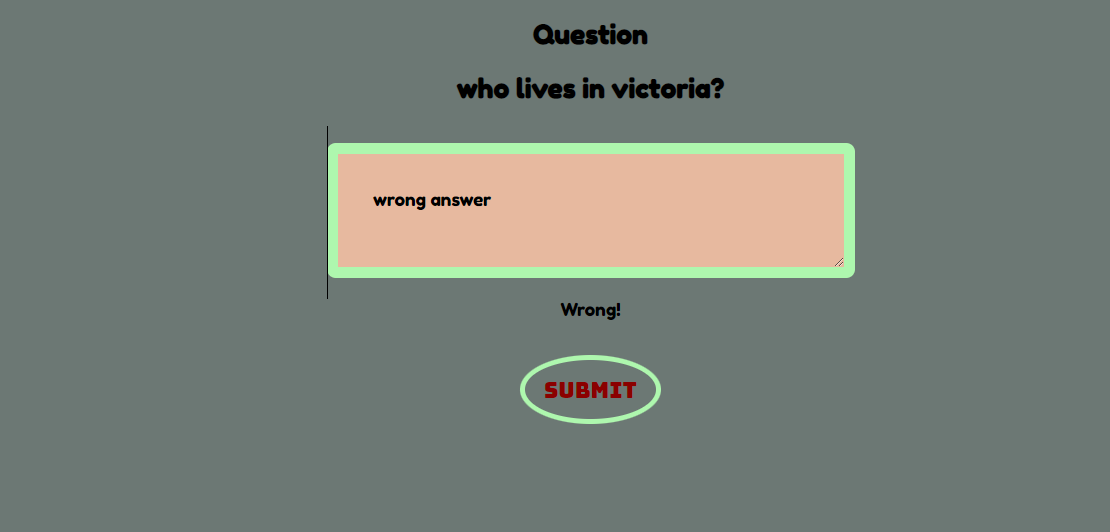 Question
who lives in victoria?
wrong answer
Wrong!
SUBMIT